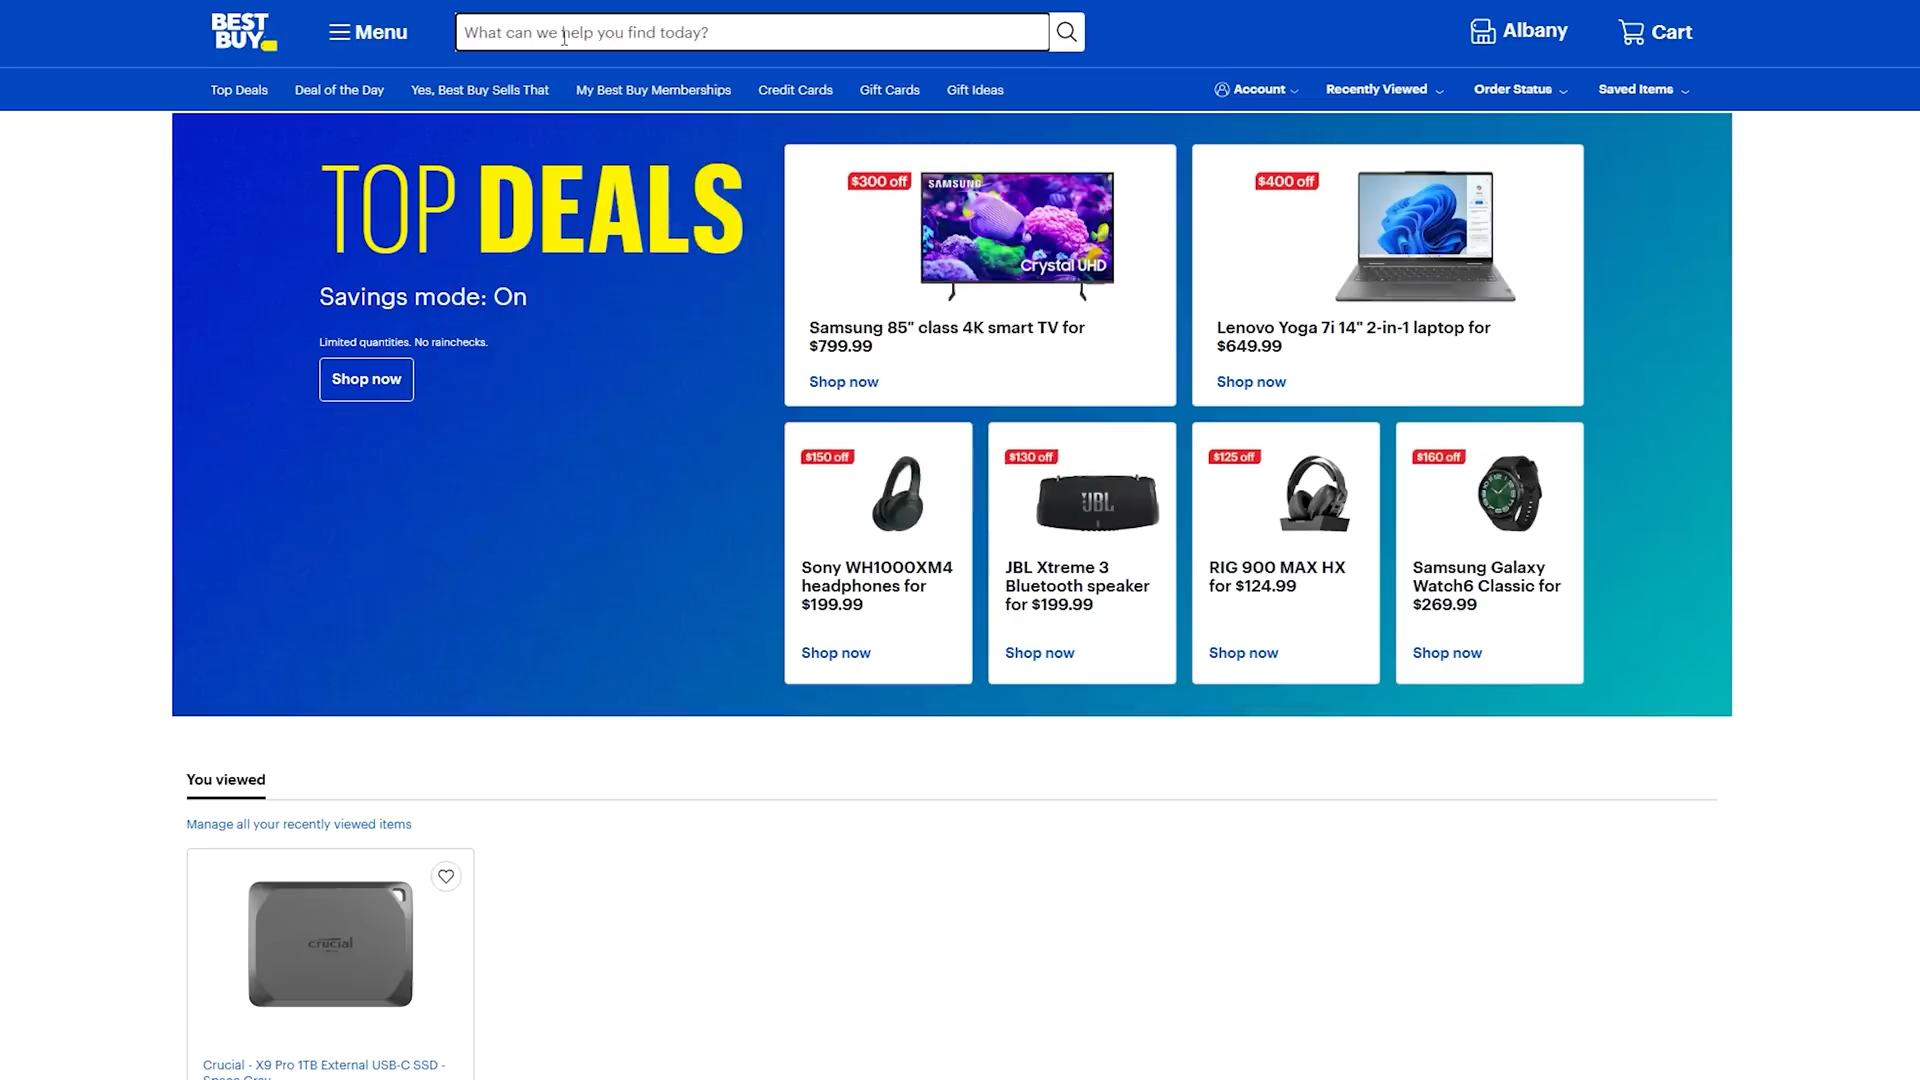 BEST
BUY
Menu
What can we help you find today?
Albany
Cart
Top Deals
Deal of the Day
Yes, Best Buy Sells That
My Best Buy Memberships
Credit Cards
Gift Cards
Gift Ideas
Account
Recently Viewed
Order Status
Saved Items
TOP DEALS
Savings mode: On
Limited quantities. No rainchecks.
Shop now
$300 off
SAMSUNG
Crystal UHD
Samsung 85" class 4K smart TV for
$799.99
Shop now
$400 off
Lenovo Yoga 7i 14" 2-in-1 laptop for
$649.99
Shop now
$150 off
Sony WH1000XM4
headphones for
$199.99
Shop now
$130 off
JBL
JBL Xtreme 3
Bluetooth speaker
for $199.99
Shop now
$125 off
RIG 900 MAX HX
for $124.99
Shop now
$160 off
Samsung Galaxy
Watch6 Classic for
$269.99
Shop now
You viewed
Manage all your recently viewed items
crucial
Crucial - X9 Pro 1TB External USB-C SSD -
Space Gray